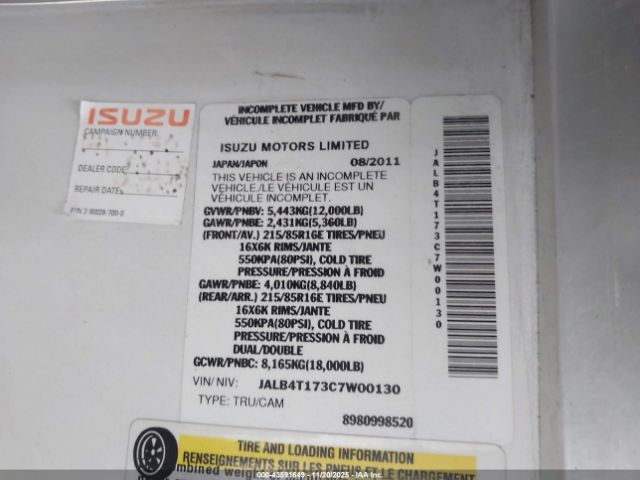 ISUZU
CAMPAIGN NUMBER
DEALER CODE
REPAIR DATE
P/N 2-90028-700-0
INCOMPLETE VEHICLE MFD BY/
VÉHICULE INCOMPLET FABRIQUÉ PAR
ISUZU MOTORS LIMITED
JAPAN/JAPON 08/2011
THIS VEHICLE IS AN INCOMPLETE
VEHICLE./LE VÉHICULE EST UN
VÉHICULE INCOMPLET.
GVWR/PNBV: 5,443KG(12,000LB)
GAWR/PNBE: 2,431KG(5,360LB)
(FRONT/AV.) 215/85R16E TIRES/PNEU
16X6K RIMS/JANTE
550KPA(80PSI), COLD TIRE
PRESSURE/PRESSION À FROID
GAWR/PNBE: 4,010KG(8,840LB)
(REAR/ARR.) 215/85R16E TIRES/PNEU
16X6K RIMS/JANTE
550KPA(80PSI), COLD TIRE
PRESSURE/PRESSION À FROID
DUAL/DOUBLE
GCWR/PNBC: 8,165KG(18,000LB)
VIN/ NIV: JALB4T173C7W00130
TYPE: TRU/CAM
8980998520
JALB4T173C7W00130
TIRE AND LOADING INFORMATION
RENSEIGNEMENTS SUR LES PNEUS ET LE CHARGEMENT
000-43591649 - 11/20/2025 - IAAI.com